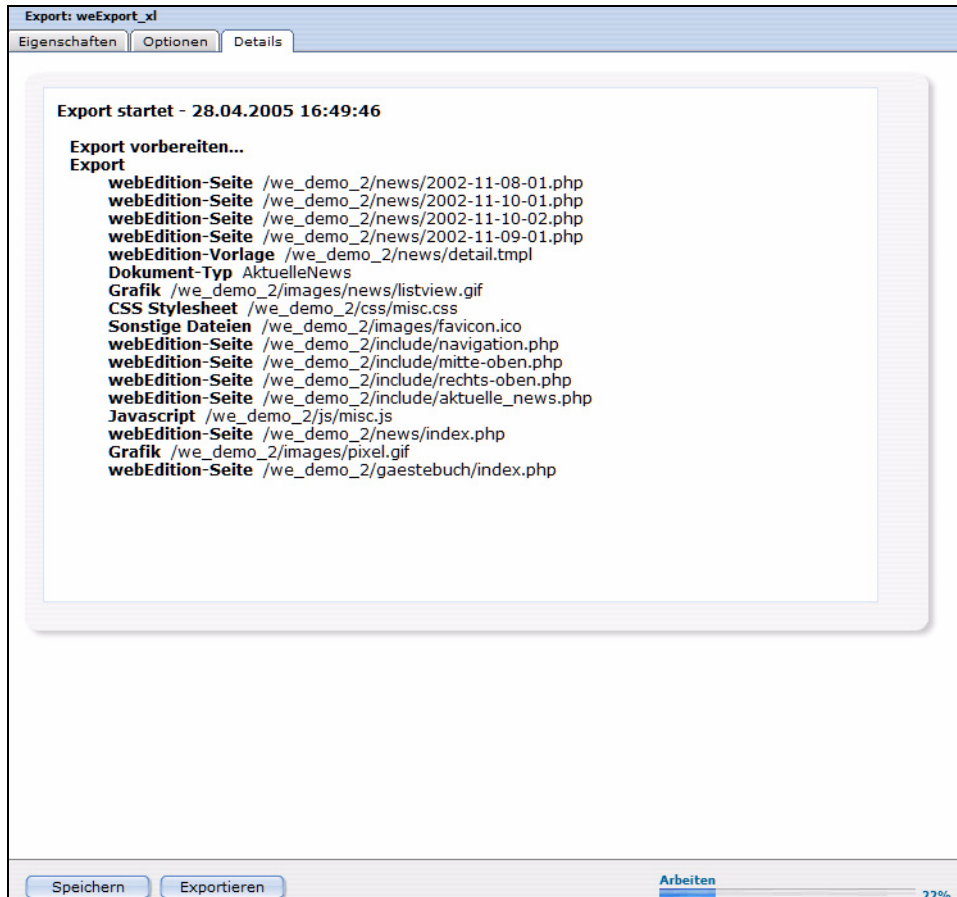 Export: weExport_xl
Eigenschaften Optionen Details
Export startet - 28.04.2005 16:49:46
Export vorbereiten...
Export
webEdition-Seite /we_demo_2/news/2002-11-08-01.php
webEdition-Seite /we_demo_2/news/2002-11-10-01.php
webEdition-Seite /we_demo_2/news/2002-11-10-02.php
webEdition-Seite /we_demo_2/news/2002-11-09-01.php
webEdition-Vorlage /we_demo_2/news/detail.tmpl
Dokument-Typ AktuelleNews
Grafik /we_demo_2/images/news/listview.gif
CSS Stylesheet /we_demo_2/css/misc.css
Sonstige Dateien /we_demo_2/images/favicon.ico
webEdition-Seite /we_demo_2/include/navigation.php
webEdition-Seite /we_demo_2/include/mitte-oben.php
webEdition-Seite /we_demo_2/include/rechts-oben.php
webEdition-Seite /we_demo_2/include/aktuelle_news.php
Javascript /we_demo_2/js/misc.js
webEdition-Seite /we_demo_2/news/index.php
Grafik /we_demo_2/images/pixel.gif
webEdition-Seite /we_demo_2/gaestebuch/index.php
Speichern Exportieren Arbeiten
22%